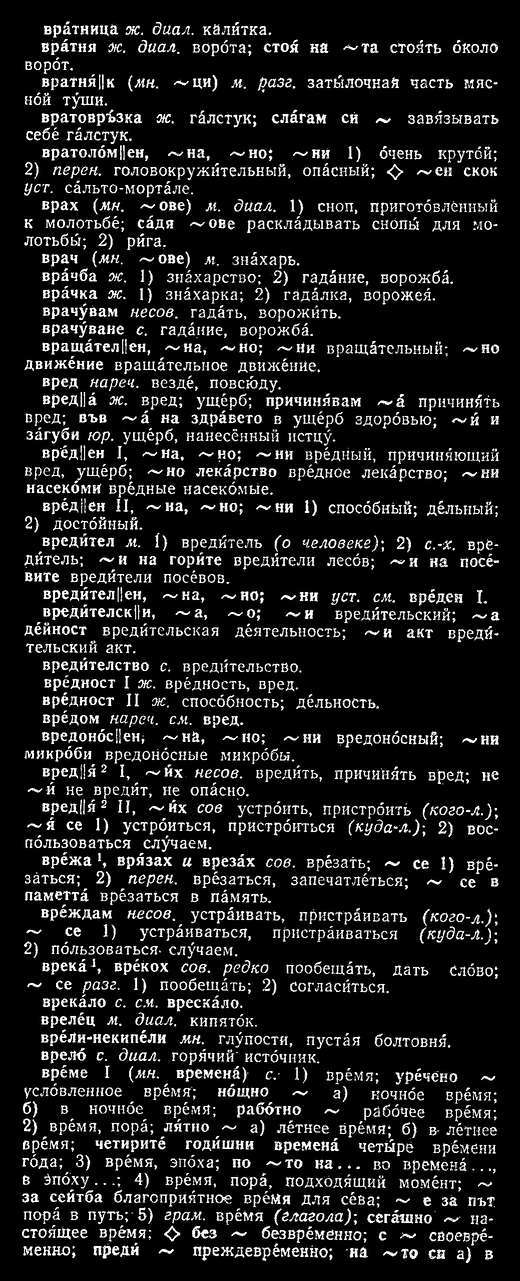 вра́тница ж. диал. кали́тка.
вра́тня ж. диал. воро́та; стоя́ на ~та стоя́ть о́коло
воро́т.
вратня́||к (мн. ~ци) м. разг. заты́лочная часть мяс-
но́й ту́ши.
вратовръ́зка ж. га́лстук; сла́гам си ~ завя́зывать
себе́ га́лстук.
вратоло́м||ен, ~на, ~но; ~ни 1) о́чень круто́й;
2) перен. головокружи́тельный, опа́сный; ◇ ~ен скок
уст. са́льто-морта́ле.
врах (мн. ~ове) м. диал. 1) сноп, пригото́вленный
к молотьбе́; са́дя ~ове раскла́дывать снопы́ для мо-
лотьбы́; 2) ри́га.
врач (мн. ~ове) м. зна́харь.
вра́чба ж. 1) зна́харство; 2) гада́ние, ворожба́.
вра́чка ж. 1) зна́харка; 2) гада́лка, ворожея́.
врачу́вам несов. гада́ть, ворожи́ть.
врачу́ване с. гада́ние, ворожба́.
враща́тел||ен, ~на, ~но; ~ни враща́тельный; ~но
движе́ние враща́тельное движе́ние.
вред нареч. везде́, повсю́ду.
вред||а́ ж. вред; уще́рб; причиня́вам ~а́ причиня́ть
вред; във ~а́ на здра́вето в уще́рб здоро́вью; ~и́ и
за́губи юр. уще́рб, нанесённый истцу́.
вре́д||ен I, ~на, ~но; ~ни вре́дный, причиня́ющий
вред, уще́рб; ~но лека́рство вре́дное лека́рство; ~ни
насеко́ми вре́дные насеко́мые.
вре́д||ен II, ~на, ~но; ~ни 1) спосо́бный; де́льный;
2) досто́йный.
вреди́тел м. 1) вреди́тель (о человеке); 2) с.-х. вре-
ди́тель; ~и на гори́те вреди́тели лесо́в; ~и на посе́-
вите вреди́тели посе́вов.
вреди́тел||ен, ~на, ~но; ~ни уст. см. вре́ден I.
вреди́телск||и, ~а, ~о; ~и вреди́тельский; ~а
де́йност вреди́тельская де́ятельность; ~и акт вреди́-
тельский акт.
вреди́телство с. вреди́тельство.
вре́дност I ж. вре́дность, вред.
вре́дност II ж. спосо́бность; де́льность.
вре́дом нареч. см. вред.
вредоно́с||ен, ~на, ~но; ~ни вредоно́сный; ~ни
микро́би вредоно́сные микро́бы.
вред||я́² I, ~и́х несов. вреди́ть, причиня́ть вред; не
~и́ не вреди́т, не опа́сно.
вред||я́² II, ~и́х сов устро́ить, пристро́ить (кого-л.);
~я́ се 1) устро́иться, пристро́иться (куда-л.); 2) вос-
по́льзоваться слу́чаем.
вре́жа¹, вря́зах и вреза́х сов. вре́зать; ~ се 1) вре́-
заться; 2) перен. вре́заться, запечатле́ться; ~ се в
паметта́ вре́заться в па́мять.
вре́ждам несов. устра́ивать, пристра́ивать (кого-л.);
~ се 1) устра́иваться, пристра́иваться (куда-л.);
2) по́льзоваться слу́чаем.
врека́¹, вре́кох сов. редко пообеща́ть, дать сло́во;
~ се разг. 1) пообеща́ть; 2) согласи́ться.
врека́ло с. см. вреска́ло.
вреле́ц м. диал. кипято́к.
вре́ли-некипе́ли мн. глу́пости, пуста́я болтовня́.
врело́ с. диал. горя́чий исто́чник.
вре́ме I (мн. времена́) с. 1) вре́мя; уре́чено ~
усло́вленное вре́мя; но́щно ~ а) ночно́е вре́мя;
б) в ночно́е вре́мя; рабо́тно ~ рабо́чее вре́мя;
2) вре́мя, пора́; ля́тно ~ а) ле́тнее вре́мя; б) в ле́тнее
вре́мя; четирите́ годи́шни времена́ четы́ре вре́мени
го́да; 3) вре́мя, эпо́ха; по ~то на... во времена́...,
в эпо́ху...; 4) вре́мя, пора́, подходя́щий моме́нт; ~
за сеи́тба благоприя́тное вре́мя для се́ва; ~ е за път
пора́ в путь; 5) грам. вре́мя (глагола); сега́шно ~ на-
стоя́щее вре́мя; ◇ без ~ безвре́менно; с ~ своевре́-
менно; преди́ ~ преждевре́менно; на ~то си а) в